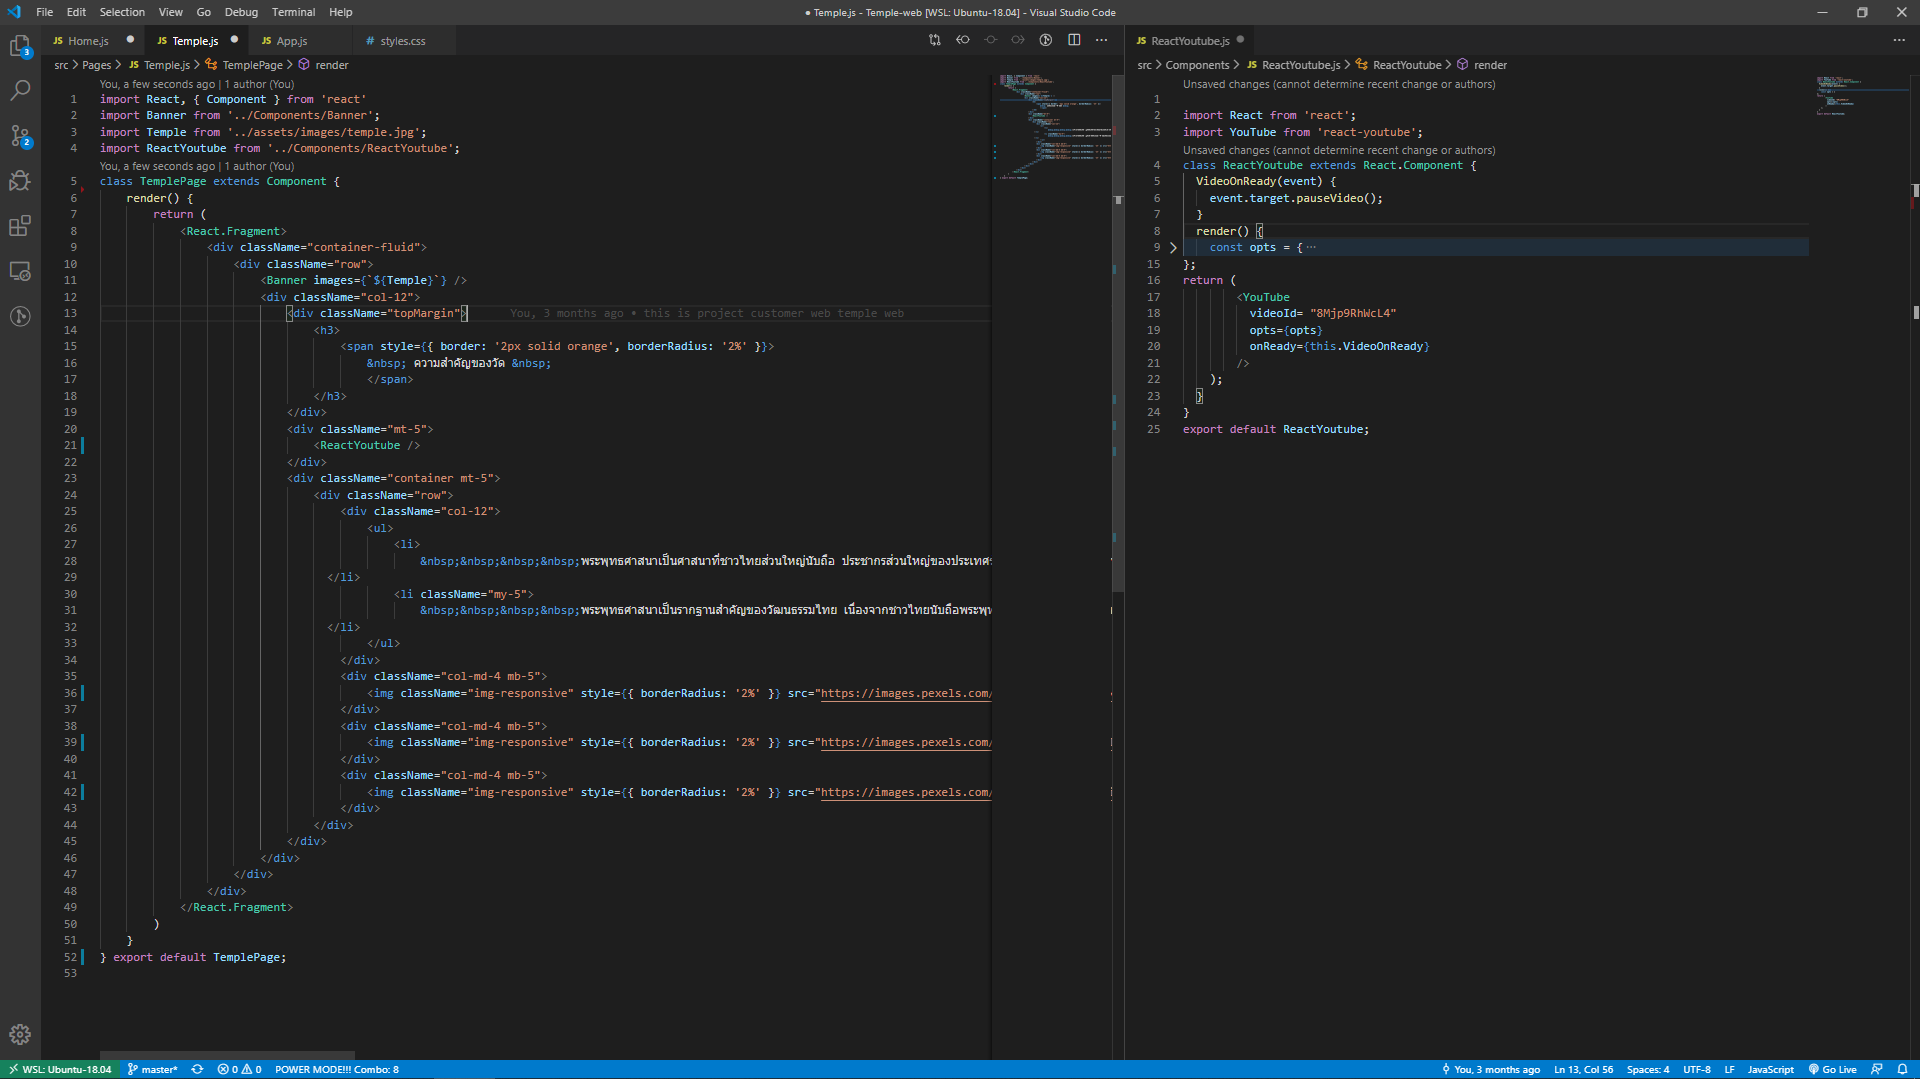 File Edit Selection View Go Debug Terminal Help
● Temple.js - Temple-web [WSL: Ubuntu-18.04] - Visual Studio Code
JS Home.js ●
JS Temple.js ●
JS App.js
# styles.css
src > Pages > JS Temple.js > TemplePage > render
You, a few seconds ago | 1 author (You)
1 import React, { Component } from 'react'
2 import Banner from '../Components/Banner';
3 import Temple from '../assets/images/temple.jpg';
4 import ReactYoutube from '../Components/ReactYoutube';
You, a few seconds ago | 1 author (You)
5 class TemplePage extends Component {
6 render() {
7 return (
8 <React.Fragment>
9 <div className="container-fluid">
10 <div className="row">
11 <Banner images={`${Temple}`} />
12 <div className="col-12">
13 <div className="topMargin"> You, 3 months ago • this is project customer web temple web
14 <h3>
15 <span style={{ border: '2px solid orange', borderRadius: '2%' }}>
16 &nbsp; ความสำคัญของวัด &nbsp;
17 </span>
18 </h3>
19 </div>
20 <div className="mt-5">
21 <ReactYoutube />
22 </div>
23 <div className="container mt-5">
24 <div className="row">
25 <div className="col-12">
26 <ul>
27 <li>
28 &nbsp;&nbsp;&nbsp;&nbsp;พระพุทธศาสนาเป็นศาสนาที่ชาวไทยส่วนใหญ่นับถือ ประชากรส่วนใหญ่ของประเทศ
29 </li>
30 <li className="my-5">
31 &nbsp;&nbsp;&nbsp;&nbsp;พระพุทธศาสนาเป็นรากฐานสำคัญของวัฒนธรรมไทย เนื่องจากชาวไทยนับถือพระพุท
32 </li>
33 </ul>
34 </div>
35 <div className="col-md-4 mb-5">
36 <img className="img-responsive" style={{ borderRadius: '2%' }} src="https://images.pexels.com/
37 </div>
38 <div className="col-md-4 mb-5">
39 <img className="img-responsive" style={{ borderRadius: '2%' }} src="https://images.pexels.com/
40 </div>
41 <div className="col-md-4 mb-5">
42 <img className="img-responsive" style={{ borderRadius: '2%' }} src="https://images.pexels.com/
43 </div>
44 </div>
45 </div>
46 </div>
47 </div>
48 </div>
49 </React.Fragment>
50 )
51 }
52 } export default TemplePage;
53
JS ReactYoutube.js ●
src > Components > JS ReactYoutube.js > ReactYoutube > render
Unsaved changes (cannot determine recent change or authors)
1
2 import React from 'react';
3 import YouTube from 'react-youtube';
Unsaved changes (cannot determine recent change or authors)
4 class ReactYoutube extends React.Component {
5 VideoOnReady(event) {
6 event.target.pauseVideo();
7 }
8 render() {
9 const opts = { ⋯
15 };
16 return (
17 <YouTube
18 videoId= "8Mjp9RhWcL4"
19 opts={opts}
20 onReady={this.VideoOnReady}
21 />
22 );
23 }
24 }
25 export default ReactYoutube;
3
2
WSL: Ubuntu-18.04 master* 0 0 POWER MODE!!! Combo: 8
You, 3 months ago Ln 13, Col 56 Spaces: 4 UTF-8 LF JavaScript Go Live